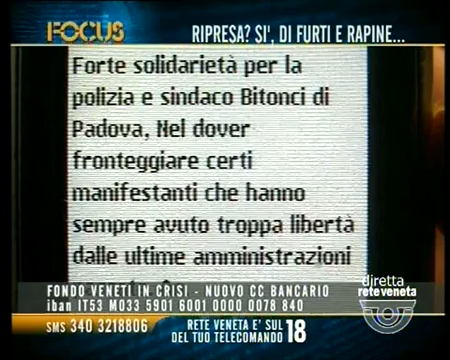 FOCUS
RIPRESA? SI', DI FURTI E RAPINE...
Forte solidarietà per la
polizia e sindaco Bitonci di
Padova, Nel dover
fronteggiare certi
manifestanti che hanno
sempre avuto troppa libertà
dalle ultime amministrazioni
diretta
reteveneta
FONDO VENETI IN CRISI - NUOVO CC BANCARIO
iban IT53 M033 5901 6001 0000 0078 840
SMS 340 3218806
RETE VENETA E' SUL
DEL TUO TELECOMANDO 18